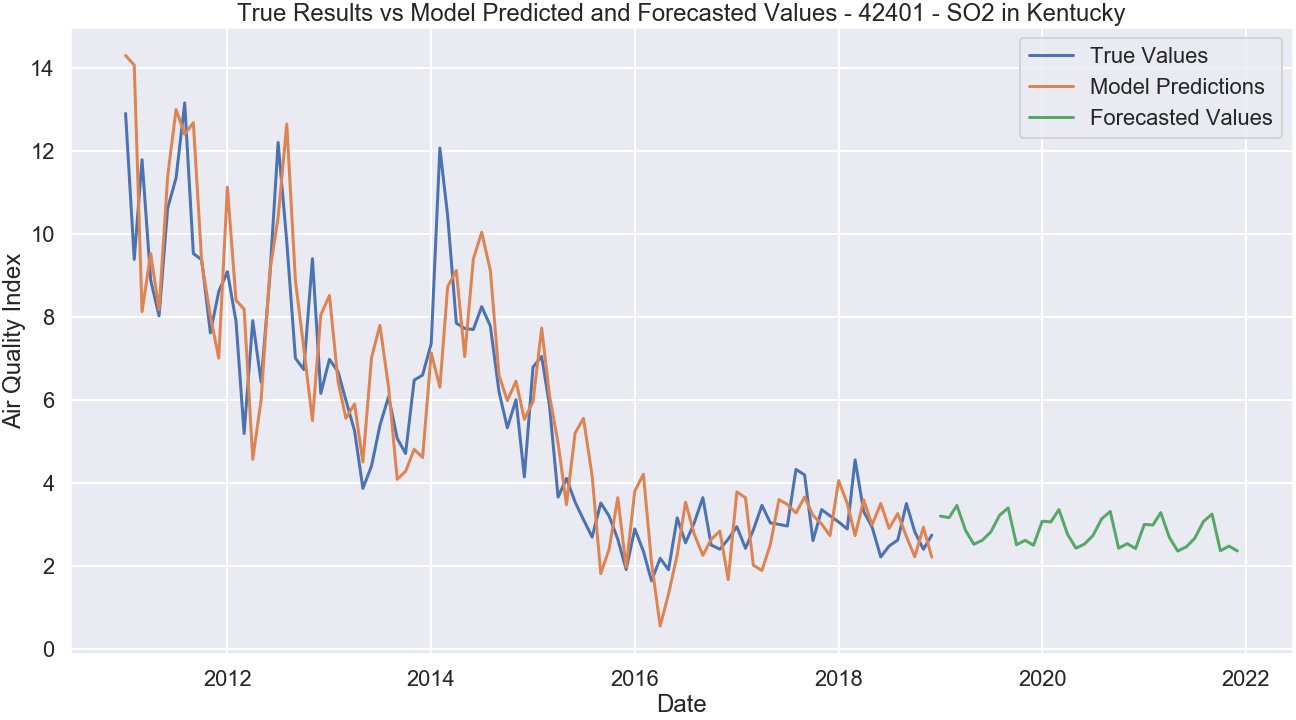 True Results vs Model Predicted and Forecasted Values - 42401 - SO2 in Kentucky
True Values
Model Predictions
Forecasted Values
Air Quality Index
14
12
10
8
6
4
2
0
2012 2014 2016 2018 2020 2022
Date